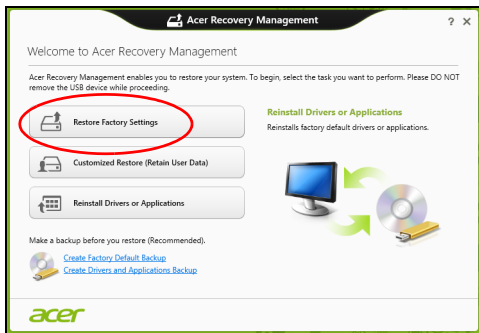 Acer Recovery Management
? X
Welcome to Acer Recovery Management
Acer Recovery Management enables you to restore your system. To begin, select the task you want to perform. Please DO NOT
remove the USB device while proceeding.
Restore Factory Settings
Reinstall Drivers or Applications
Reinstalls factory default drivers or applications.
Customized Restore (Retain User Data)
Reinstall Drivers or Applications
Make a backup before you restore (Recommended).
Create Factory Default Backup
Create Drivers and Applications Backup
acer